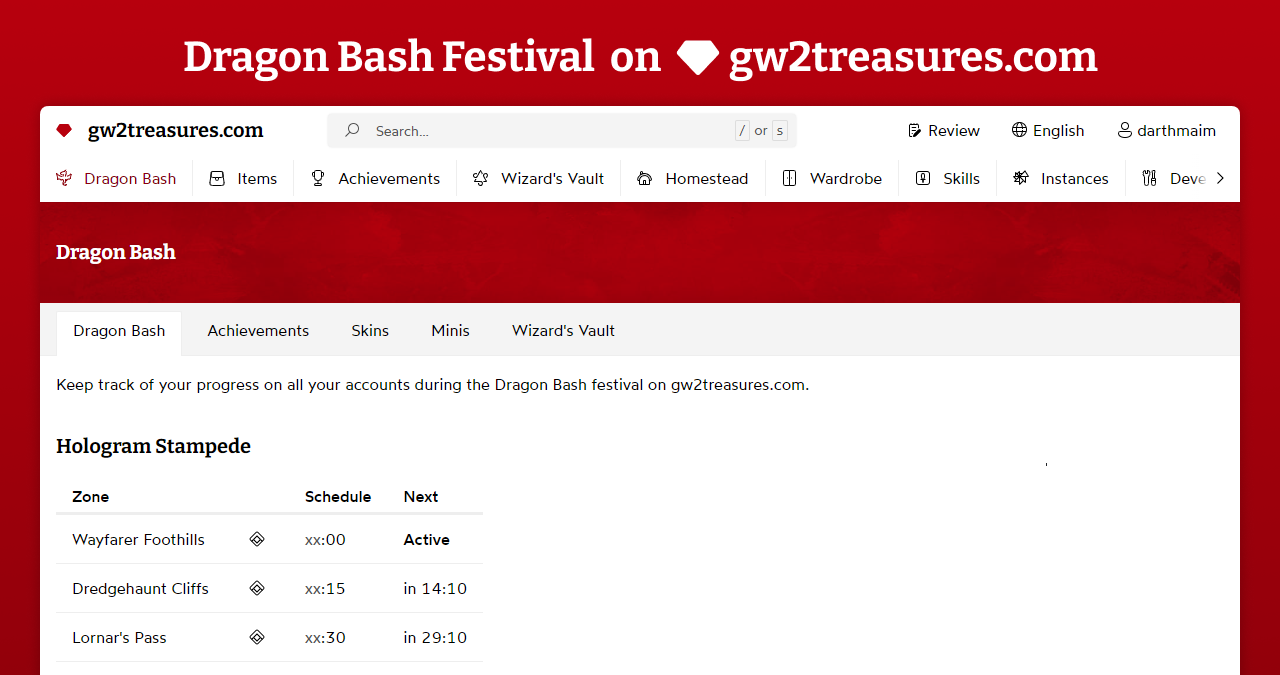 Dragon Bash Festival on gw2treasures.com
gw2treasures.com Search... / or s Review English darthmaim
Dragon Bash Items Achievements Wizard's Vault Homestead Wardrobe Skills Instances Deve
Dragon Bash
Dragon Bash Achievements Skins Minis Wizard's Vault
Keep track of your progress on all your accounts during the Dragon Bash festival on gw2treasures.com.
Hologram Stampede
Zone Schedule Next
Wayfarer Foothills xx:00 Active
Dredgehaunt Cliffs xx:15 in 14:10
Lornar's Pass xx:30 in 29:10